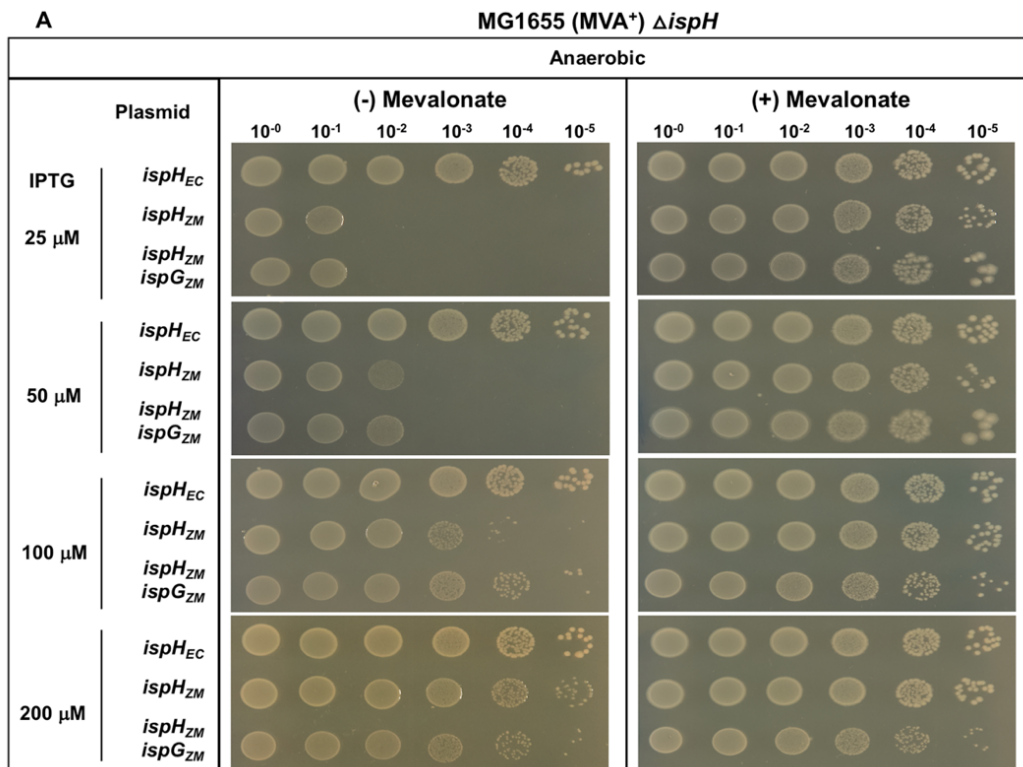 A
MG1655 (MVA⁺) ΔispH
Anaerobic
Plasmid
(-) Mevalonate
(+) Mevalonate
10⁻⁰ 10⁻¹ 10⁻² 10⁻³ 10⁻⁴ 10⁻⁵
10⁻⁰ 10⁻¹ 10⁻² 10⁻³ 10⁻⁴ 10⁻⁵
IPTG
25 μM
ispH_EC
ispH_ZM
ispH_ZM
ispG_ZM
50 μM
ispH_EC
ispH_ZM
ispH_ZM
ispG_ZM
100 μM
ispH_EC
ispH_ZM
ispH_ZM
ispG_ZM
200 μM
ispH_EC
ispH_ZM
ispH_ZM
ispG_ZM